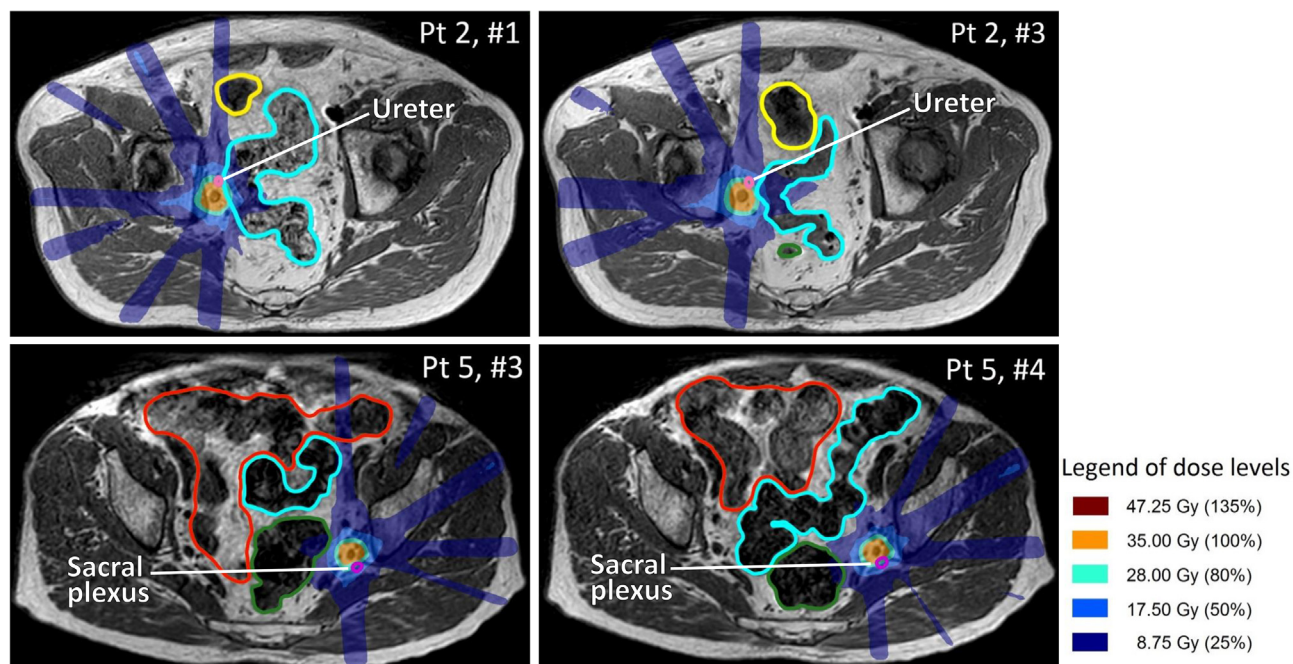 Pt 2, #1
Ureter
Pt 2, #3
Ureter
Pt 5, #3
Sacral
plexus
Pt 5, #4
Sacral
plexus
Legend of dose levels
47.25 Gy (135%)
35.00 Gy (100%)
28.00 Gy (80%)
17.50 Gy (50%)
8.75 Gy (25%)